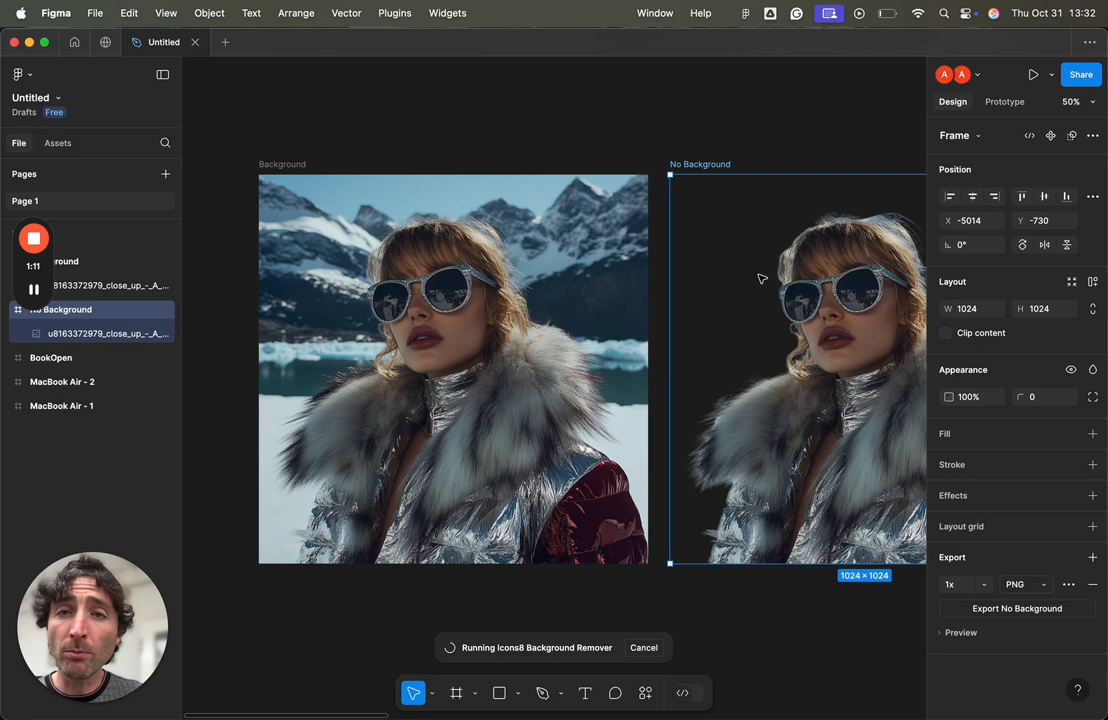 Figma File Edit View Object Text Arrange Vector Plugins Widgets Window Help Thu Oct 31 13:32
Untitled
Untitled
Drafts Free
File Assets
Pages
Page 1
1:11
8163372979_close_up_-_A_...
No Background
u8163372979_close_up_-_A_...
BookOpen
MacBook Air - 2
MacBook Air - 1
Background
No Background
1024 × 1024
Running Icons8 Background Remover Cancel
A A Share
Design Prototype 50%
Frame
Position
X -5014 Y -730
0°
Layout
W 1024 H 1024
Clip content
Appearance
100% 0
Fill
Stroke
Effects
Layout grid
Export
1x PNG
Export No Background
Preview
?